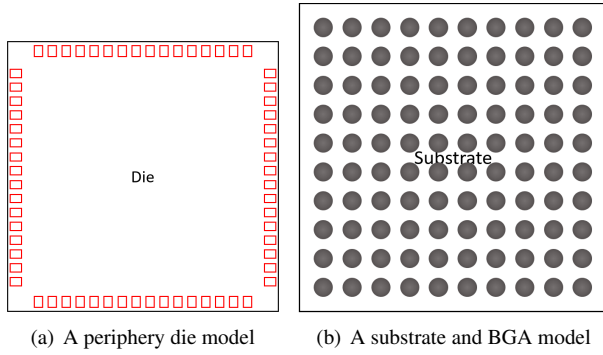 Die
Substrate
(a) A periphery die model
(b) A substrate and BGA model